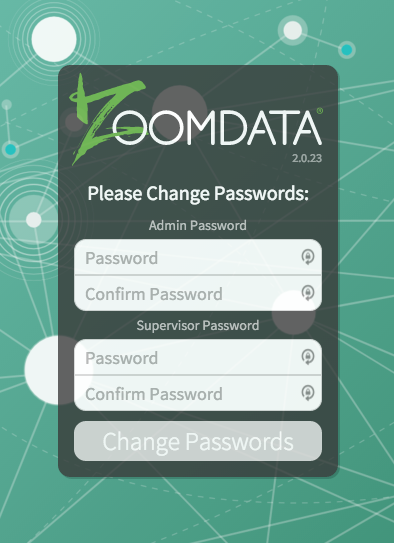 ZOOMDATA®
2.0.23
Please Change Passwords:
Admin Password
Password
Confirm Password
Supervisor Password
Password
Confirm Password
Change Passwords